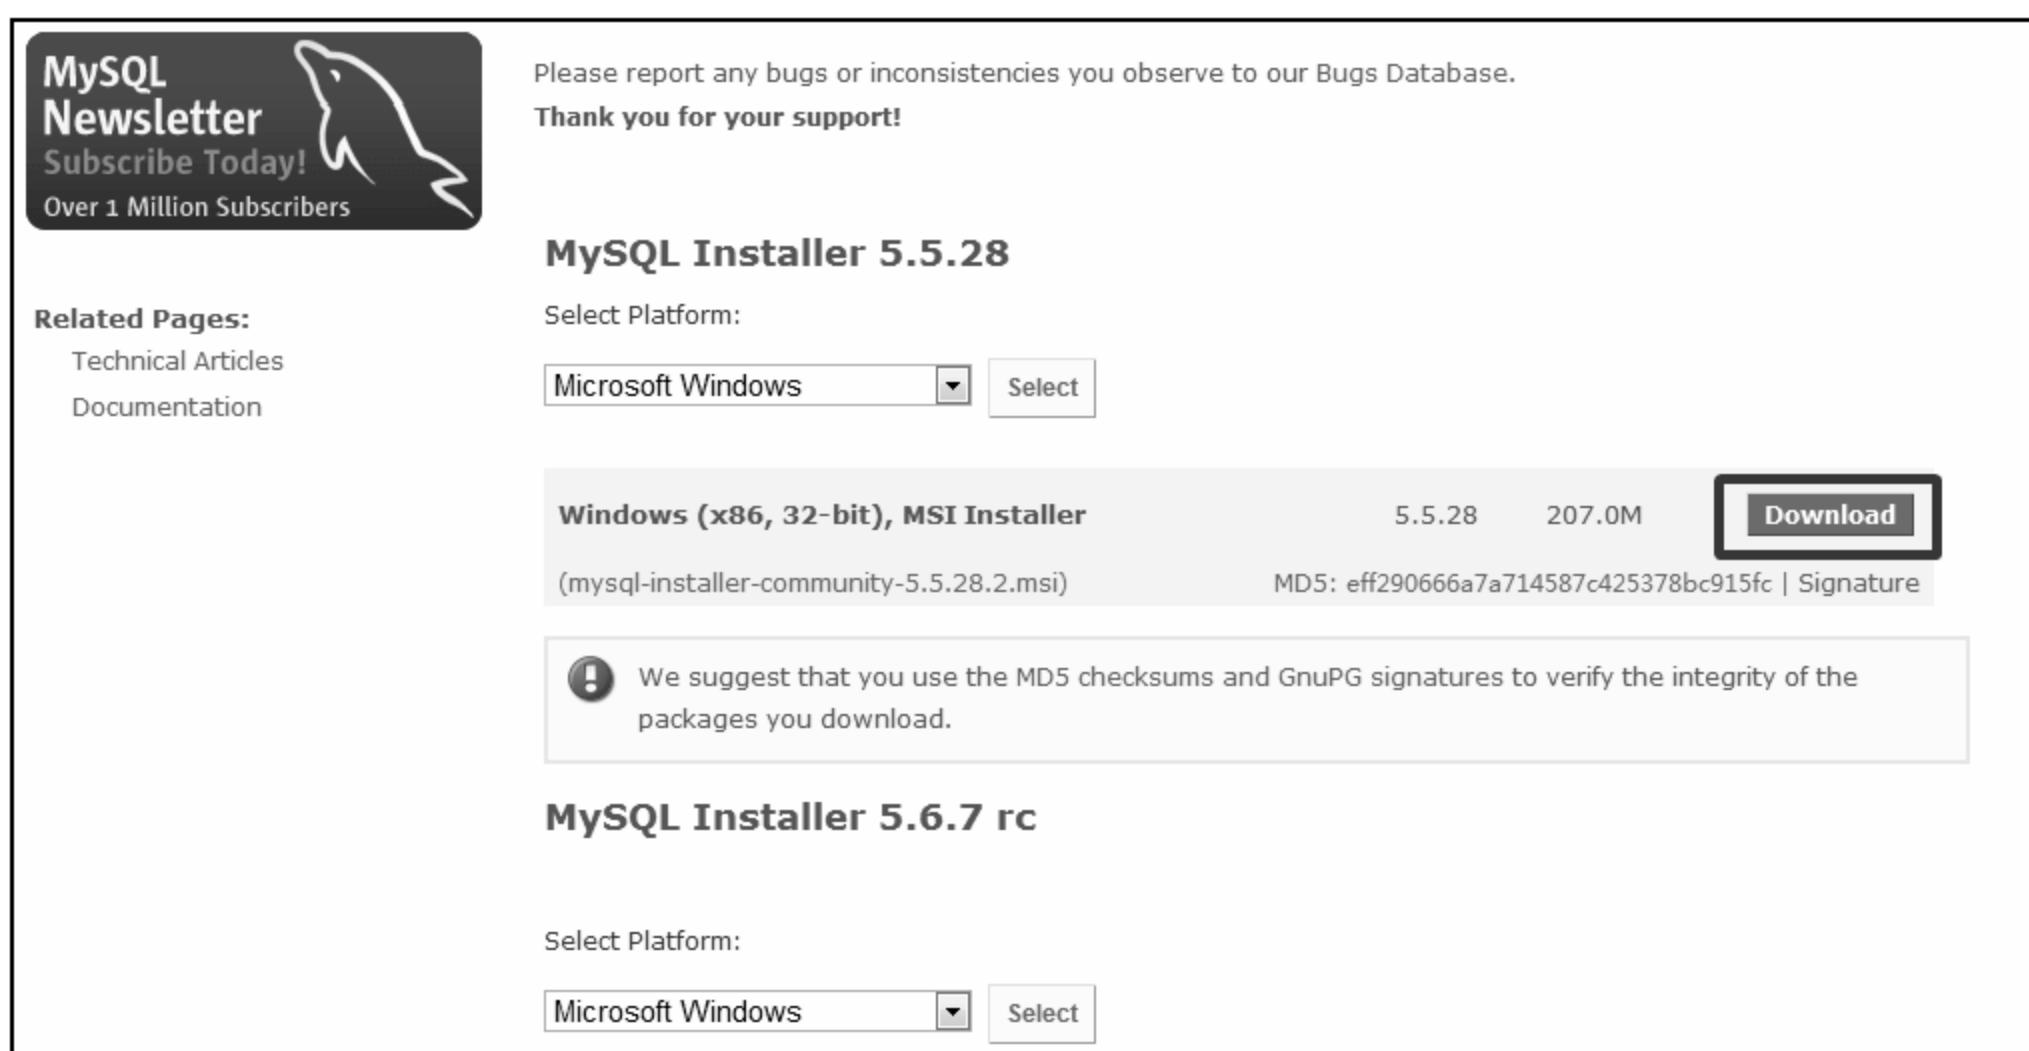 MySQL
Newsletter
Subscribe Today!
Over 1 Million Subscribers
Related Pages:
Technical Articles
Documentation
Please report any bugs or inconsistencies you observe to our Bugs Database.
Thank you for your support!
MySQL Installer 5.5.28
Select Platform:
Microsoft Windows Select
Windows (x86, 32-bit), MSI Installer 5.5.28 207.0M Download
(mysql-installer-community-5.5.28.2.msi) MD5: eff290666a7a714587c425378bc915fc | Signature
We suggest that you use the MD5 checksums and GnuPG signatures to verify the integrity of the
packages you download.
MySQL Installer 5.6.7 rc
Select Platform:
Microsoft Windows Select